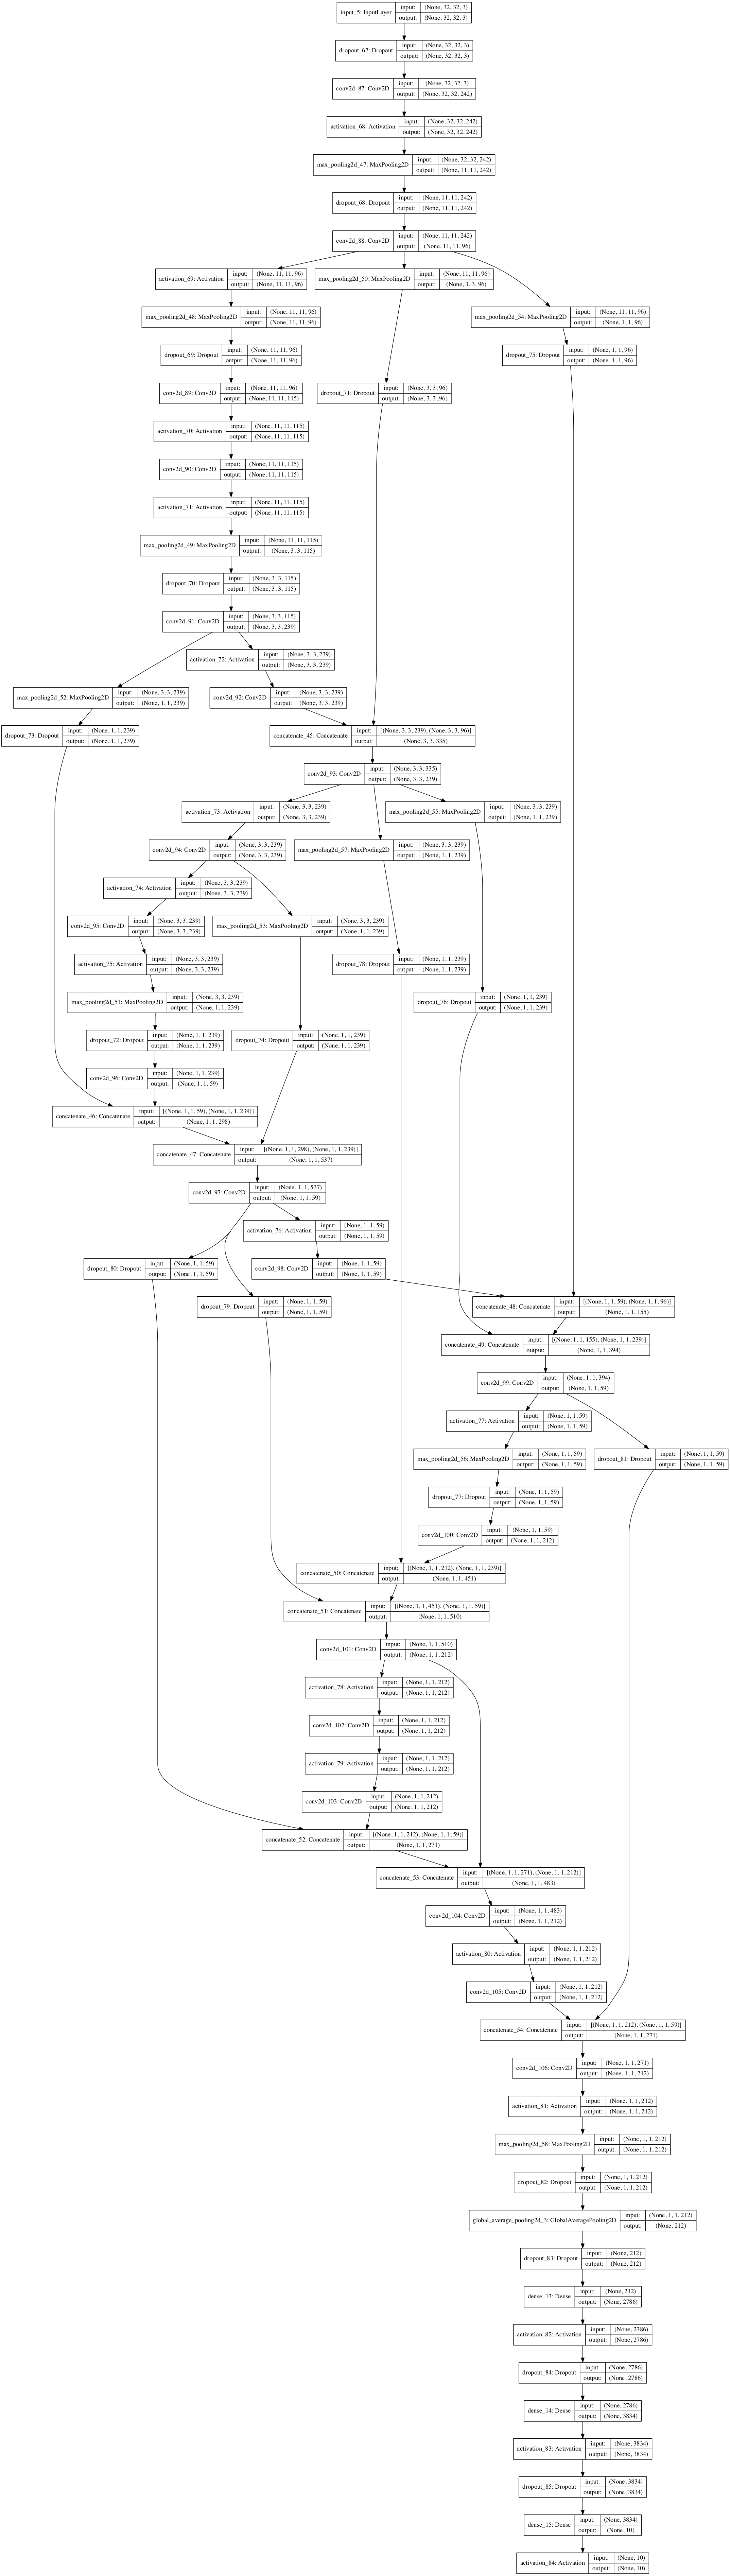 input_5: InputLayer input: (None, 32, 32, 3)
output: (None, 32, 32, 3)
dropout_67: Dropout input: (None, 32, 32, 3)
output: (None, 32, 32, 3)
conv2d_87: Conv2D input: (None, 32, 32, 3)
output: (None, 32, 32, 242)
activation_68: Activation input: (None, 32, 32, 242)
output: (None, 32, 32, 242)
max_pooling2d_47: MaxPooling2D input: (None, 32, 32, 242)
output: (None, 11, 11, 242)
dropout_68: Dropout input: (None, 11, 11, 242)
output: (None, 11, 11, 242)
conv2d_88: Conv2D input: (None, 11, 11, 242)
output: (None, 11, 11, 96)
activation_69: Activation input: (None, 11, 11, 96)
output: (None, 11, 11, 96)
max_pooling2d_50: MaxPooling2D input: (None, 11, 11, 96)
output: (None, 3, 3, 96)
max_pooling2d_48: MaxPooling2D input: (None, 11, 11, 96)
output: (None, 11, 11, 96)
max_pooling2d_54: MaxPooling2D input: (None, 11, 11, 96)
output: (None, 1, 1, 96)
dropout_69: Dropout input: (None, 11, 11, 96)
output: (None, 11, 11, 96)
dropout_75: Dropout input: (None, 1, 1, 96)
output: (None, 1, 1, 96)
conv2d_89: Conv2D input: (None, 11, 11, 96)
output: (None, 11, 11, 115)
dropout_71: Dropout input: (None, 3, 3, 96)
output: (None, 3, 3, 96)
activation_70: Activation input: (None, 11, 11, 115)
output: (None, 11, 11, 115)
conv2d_90: Conv2D input: (None, 11, 11, 115)
output: (None, 11, 11, 115)
activation_71: Activation input: (None, 11, 11, 115)
output: (None, 11, 11, 115)
max_pooling2d_49: MaxPooling2D input: (None, 11, 11, 115)
output: (None, 3, 3, 115)
dropout_70: Dropout input: (None, 3, 3, 115)
output: (None, 3, 3, 115)
conv2d_91: Conv2D input: (None, 3, 3, 115)
output: (None, 3, 3, 239)
activation_72: Activation input: (None, 3, 3, 239)
output: (None, 3, 3, 239)
max_pooling2d_52: MaxPooling2D input: (None, 3, 3, 239)
output: (None, 1, 1, 239)
conv2d_92: Conv2D input: (None, 3, 3, 239)
output: (None, 3, 3, 239)
dropout_73: Dropout input: (None, 1, 1, 239)
output: (None, 1, 1, 239)
concatenate_45: Concatenate input: [(None, 3, 3, 239), (None, 3, 3, 96)]
output: (None, 3, 3, 335)
conv2d_93: Conv2D input: (None, 3, 3, 335)
output: (None, 3, 3, 239)
activation_73: Activation input: (None, 3, 3, 239)
output: (None, 3, 3, 239)
max_pooling2d_55: MaxPooling2D input: (None, 3, 3, 239)
output: (None, 1, 1, 239)
conv2d_94: Conv2D input: (None, 3, 3, 239)
output: (None, 3, 3, 239)
max_pooling2d_57: MaxPooling2D input: (None, 3, 3, 239)
output: (None, 1, 1, 239)
activation_74: Activation input: (None, 3, 3, 239)
output: (None, 3, 3, 239)
conv2d_95: Conv2D input: (None, 3, 3, 239)
output: (None, 3, 3, 239)
max_pooling2d_53: MaxPooling2D input: (None, 3, 3, 239)
output: (None, 1, 1, 239)
activation_75: Activation input: (None, 3, 3, 239)
output: (None, 3, 3, 239)
dropout_78: Dropout input: (None, 1, 1, 239)
output: (None, 1, 1, 239)
max_pooling2d_51: MaxPooling2D input: (None, 3, 3, 239)
output: (None, 1, 1, 239)
dropout_76: Dropout input: (None, 1, 1, 239)
output: (None, 1, 1, 239)
dropout_72: Dropout input: (None, 1, 1, 239)
output: (None, 1, 1, 239)
dropout_74: Dropout input: (None, 1, 1, 239)
output: (None, 1, 1, 239)
conv2d_96: Conv2D input: (None, 1, 1, 239)
output: (None, 1, 1, 59)
concatenate_46: Concatenate input: [(None, 1, 1, 59), (None, 1, 1, 239)]
output: (None, 1, 1, 298)
concatenate_47: Concatenate input: [(None, 1, 1, 298), (None, 1, 1, 239)]
output: (None, 1, 1, 537)
conv2d_97: Conv2D input: (None, 1, 1, 537)
output: (None, 1, 1, 59)
activation_76: Activation input: (None, 1, 1, 59)
output: (None, 1, 1, 59)
dropout_80: Dropout input: (None, 1, 1, 59)
output: (None, 1, 1, 59)
conv2d_98: Conv2D input: (None, 1, 1, 59)
output: (None, 1, 1, 59)
dropout_79: Dropout input: (None, 1, 1, 59)
output: (None, 1, 1, 59)
concatenate_48: Concatenate input: [(None, 1, 1, 59), (None, 1, 1, 96)]
output: (None, 1, 1, 155)
concatenate_49: Concatenate input: [(None, 1, 1, 155), (None, 1, 1, 239)]
output: (None, 1, 1, 394)
conv2d_99: Conv2D input: (None, 1, 1, 394)
output: (None, 1, 1, 59)
activation_77: Activation input: (None, 1, 1, 59)
output: (None, 1, 1, 59)
max_pooling2d_56: MaxPooling2D input: (None, 1, 1, 59)
output: (None, 1, 1, 59)
dropout_81: Dropout input: (None, 1, 1, 59)
output: (None, 1, 1, 59)
dropout_77: Dropout input: (None, 1, 1, 59)
output: (None, 1, 1, 59)
conv2d_100: Conv2D input: (None, 1, 1, 59)
output: (None, 1, 1, 212)
concatenate_50: Concatenate input: [(None, 1, 1, 212), (None, 1, 1, 239)]
output: (None, 1, 1, 451)
concatenate_51: Concatenate input: [(None, 1, 1, 451), (None, 1, 1, 59)]
output: (None, 1, 1, 510)
conv2d_101: Conv2D input: (None, 1, 1, 510)
output: (None, 1, 1, 212)
activation_78: Activation input: (None, 1, 1, 212)
output: (None, 1, 1, 212)
conv2d_102: Conv2D input: (None, 1, 1, 212)
output: (None, 1, 1, 212)
activation_79: Activation input: (None, 1, 1, 212)
output: (None, 1, 1, 212)
conv2d_103: Conv2D input: (None, 1, 1, 212)
output: (None, 1, 1, 212)
concatenate_52: Concatenate input: [(None, 1, 1, 212), (None, 1, 1, 59)]
output: (None, 1, 1, 271)
concatenate_53: Concatenate input: [(None, 1, 1, 271), (None, 1, 1, 212)]
output: (None, 1, 1, 483)
conv2d_104: Conv2D input: (None, 1, 1, 483)
output: (None, 1, 1, 212)
activation_80: Activation input: (None, 1, 1, 212)
output: (None, 1, 1, 212)
conv2d_105: Conv2D input: (None, 1, 1, 212)
output: (None, 1, 1, 212)
concatenate_54: Concatenate input: [(None, 1, 1, 212), (None, 1, 1, 59)]
output: (None, 1, 1, 271)
conv2d_106: Conv2D input: (None, 1, 1, 271)
output: (None, 1, 1, 212)
activation_81: Activation input: (None, 1, 1, 212)
output: (None, 1, 1, 212)
max_pooling2d_58: MaxPooling2D input: (None, 1, 1, 212)
output: (None, 1, 1, 212)
dropout_82: Dropout input: (None, 1, 1, 212)
output: (None, 1, 1, 212)
global_average_pooling2d_3: GlobalAveragePooling2D input: (None, 1, 1, 212)
output: (None, 212)
dropout_83: Dropout input: (None, 212)
output: (None, 212)
dense_13: Dense input: (None, 212)
output: (None, 2786)
activation_82: Activation input: (None, 2786)
output: (None, 2786)
dropout_84: Dropout input: (None, 2786)
output: (None, 2786)
dense_14: Dense input: (None, 2786)
output: (None, 3834)
activation_83: Activation input: (None, 3834)
output: (None, 3834)
dropout_85: Dropout input: (None, 3834)
output: (None, 3834)
dense_15: Dense input: (None, 3834)
output: (None, 10)
activation_84: Activation input: (None, 10)
output: (None, 10)